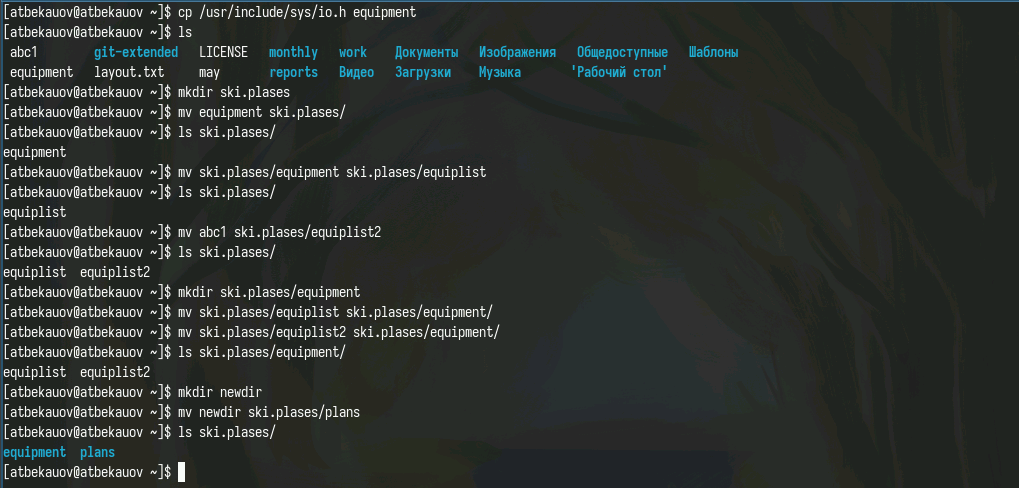 [atbekauov@atbekauov ~]$ cp /usr/include/sys/io.h equipment
[atbekauov@atbekauov ~]$ ls
abc1 git-extended LICENSE monthly work Документы Изображения Общедоступные Шаблоны
equipment layout.txt may reports Видео Загрузки Музыка 'Рабочий стол'
[atbekauov@atbekauov ~]$ mkdir ski.plases
[atbekauov@atbekauov ~]$ mv equipment ski.plases/
[atbekauov@atbekauov ~]$ ls ski.plases/
equipment
[atbekauov@atbekauov ~]$ mv ski.plases/equipment ski.plases/equiplist
[atbekauov@atbekauov ~]$ ls ski.plases/
equiplist
[atbekauov@atbekauov ~]$ mv abc1 ski.plases/equiplist2
[atbekauov@atbekauov ~]$ ls ski.plases/
equiplist equiplist2
[atbekauov@atbekauov ~]$ mkdir ski.plases/equipment
[atbekauov@atbekauov ~]$ mv ski.plases/equiplist ski.plases/equipment/
[atbekauov@atbekauov ~]$ mv ski.plases/equiplist2 ski.plases/equipment/
[atbekauov@atbekauov ~]$ ls ski.plases/equipment/
equiplist equiplist2
[atbekauov@atbekauov ~]$ mkdir newdir
[atbekauov@atbekauov ~]$ mv newdir ski.plases/plans
[atbekauov@atbekauov ~]$ ls ski.plases/
equipment plans
[atbekauov@atbekauov ~]$